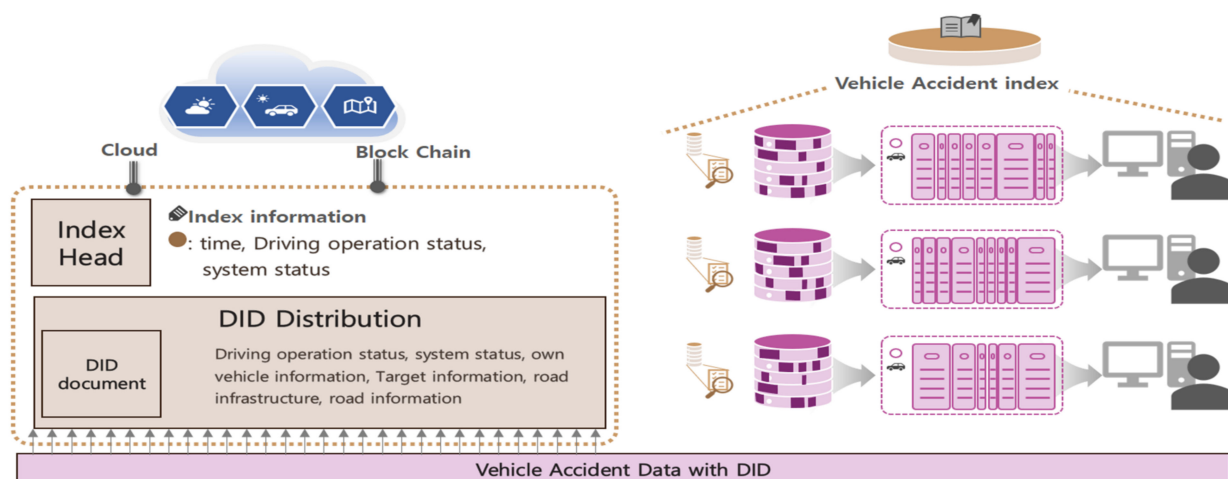 Vehicle Accident index
Cloud
Block Chain
Index
Head
Index information
: time, Driving operation status,
system status
DID Distribution
DID
document
Driving operation status, system status, own
vehicle information, Target information, road
infrastructure, road information
Vehicle Accident Data with DID